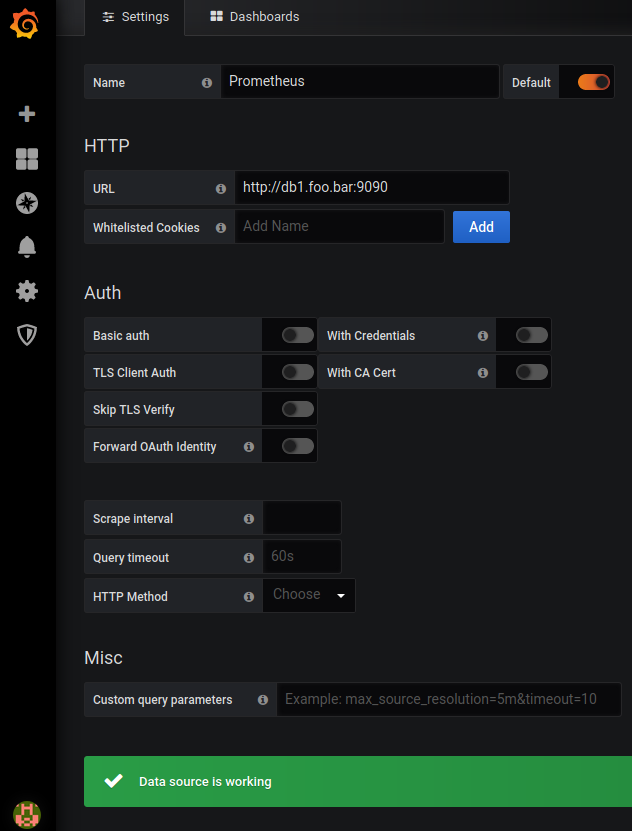 Settings Dashboards
Name Prometheus Default
HTTP
URL http://db1.foo.bar:9090
Whitelisted Cookies Add Name Add
Auth
Basic auth With Credentials
TLS Client Auth With CA Cert
Skip TLS Verify
Forward OAuth Identity
Scrape interval
Query timeout 60s
HTTP Method Choose
Misc
Custom query parameters Example: max_source_resolution=5m&timeout=10
Data source is working